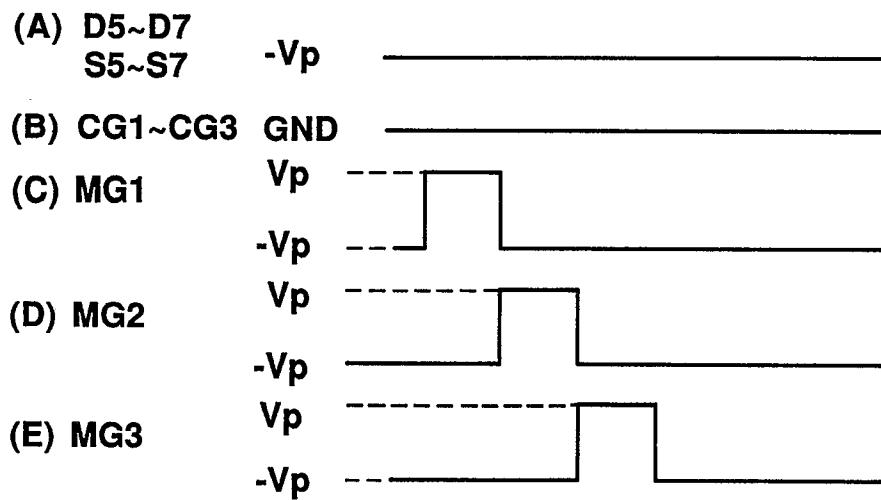 (A) D5~D7
S5~S7 -Vp
(B) CG1~CG3 GND
Vp
(C) MG1
-Vp
Vp
(D) MG2
-Vp
Vp
(E) MG3
-Vp